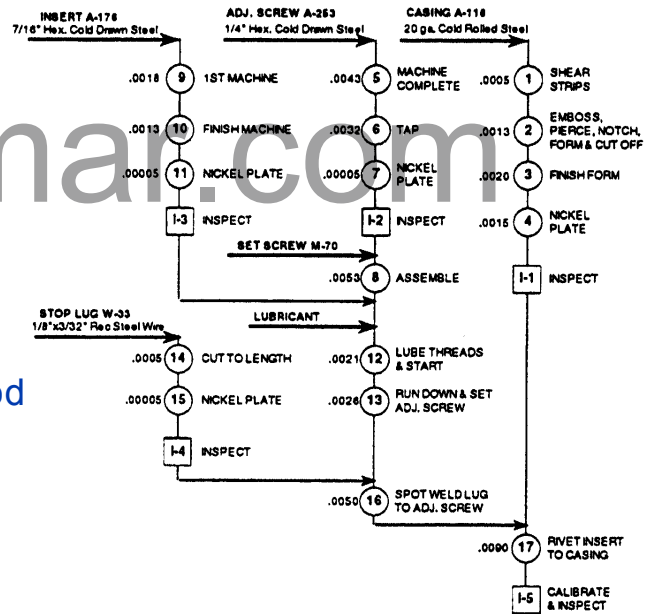 INSERT A-176
7/16" Hex. Cold Drawn Steel
ADJ. SCREW A-253
1/4" Hex. Cold Drawn Steel
CASING A-118
20 ga. Cold Rolled Steel
.0018 9 1ST MACHINE
.0043 5 MACHINE
COMPLETE
.0005 1 SHEAR
STRIPS
.0013 10 FINISH MACHINE
.0032 6 TAP
.0013 2 EMBOSS,
PIERCE, NOTCH,
FORM & CUT OFF
mar.com
.00005 11 NICKEL PLATE
.00005 7 NICKEL
PLATE
.0020 3 FINISH FORM
I-3 INSPECT
I-2 INSPECT
.0015 4 NICKEL
PLATE
SET SCREW M-70
.0053 8 ASSEMBLE
I-1 INSPECT
STOP LUG W-33
1/8"x3/32" Rec Steel Wire
LUBRICANT
.0005 14 CUT TO LENGTH
.0021 12 LUBE THREADS
& START
od
.00005 15 NICKEL PLATE
.0026 13 RUN DOWN & SET
ADJ. SCREW
I-4 INSPECT
.0050 16 SPOT WELD LUG
TO ADJ. SCREW
.0090 17 RIVET INSERT
TO CASING
I-5 CALIBRATE
& INSPECT